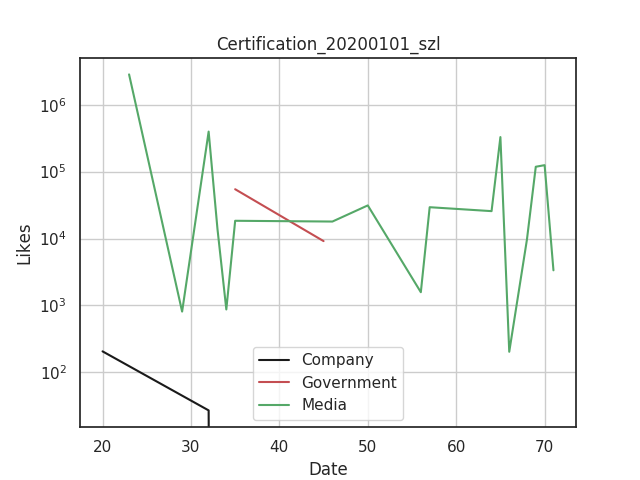 Certification_20200101_szl
Likes
10^6
10^5
10^4
10^3
10^2
Company
Government
Media
20 30 40 50 60 70
Date